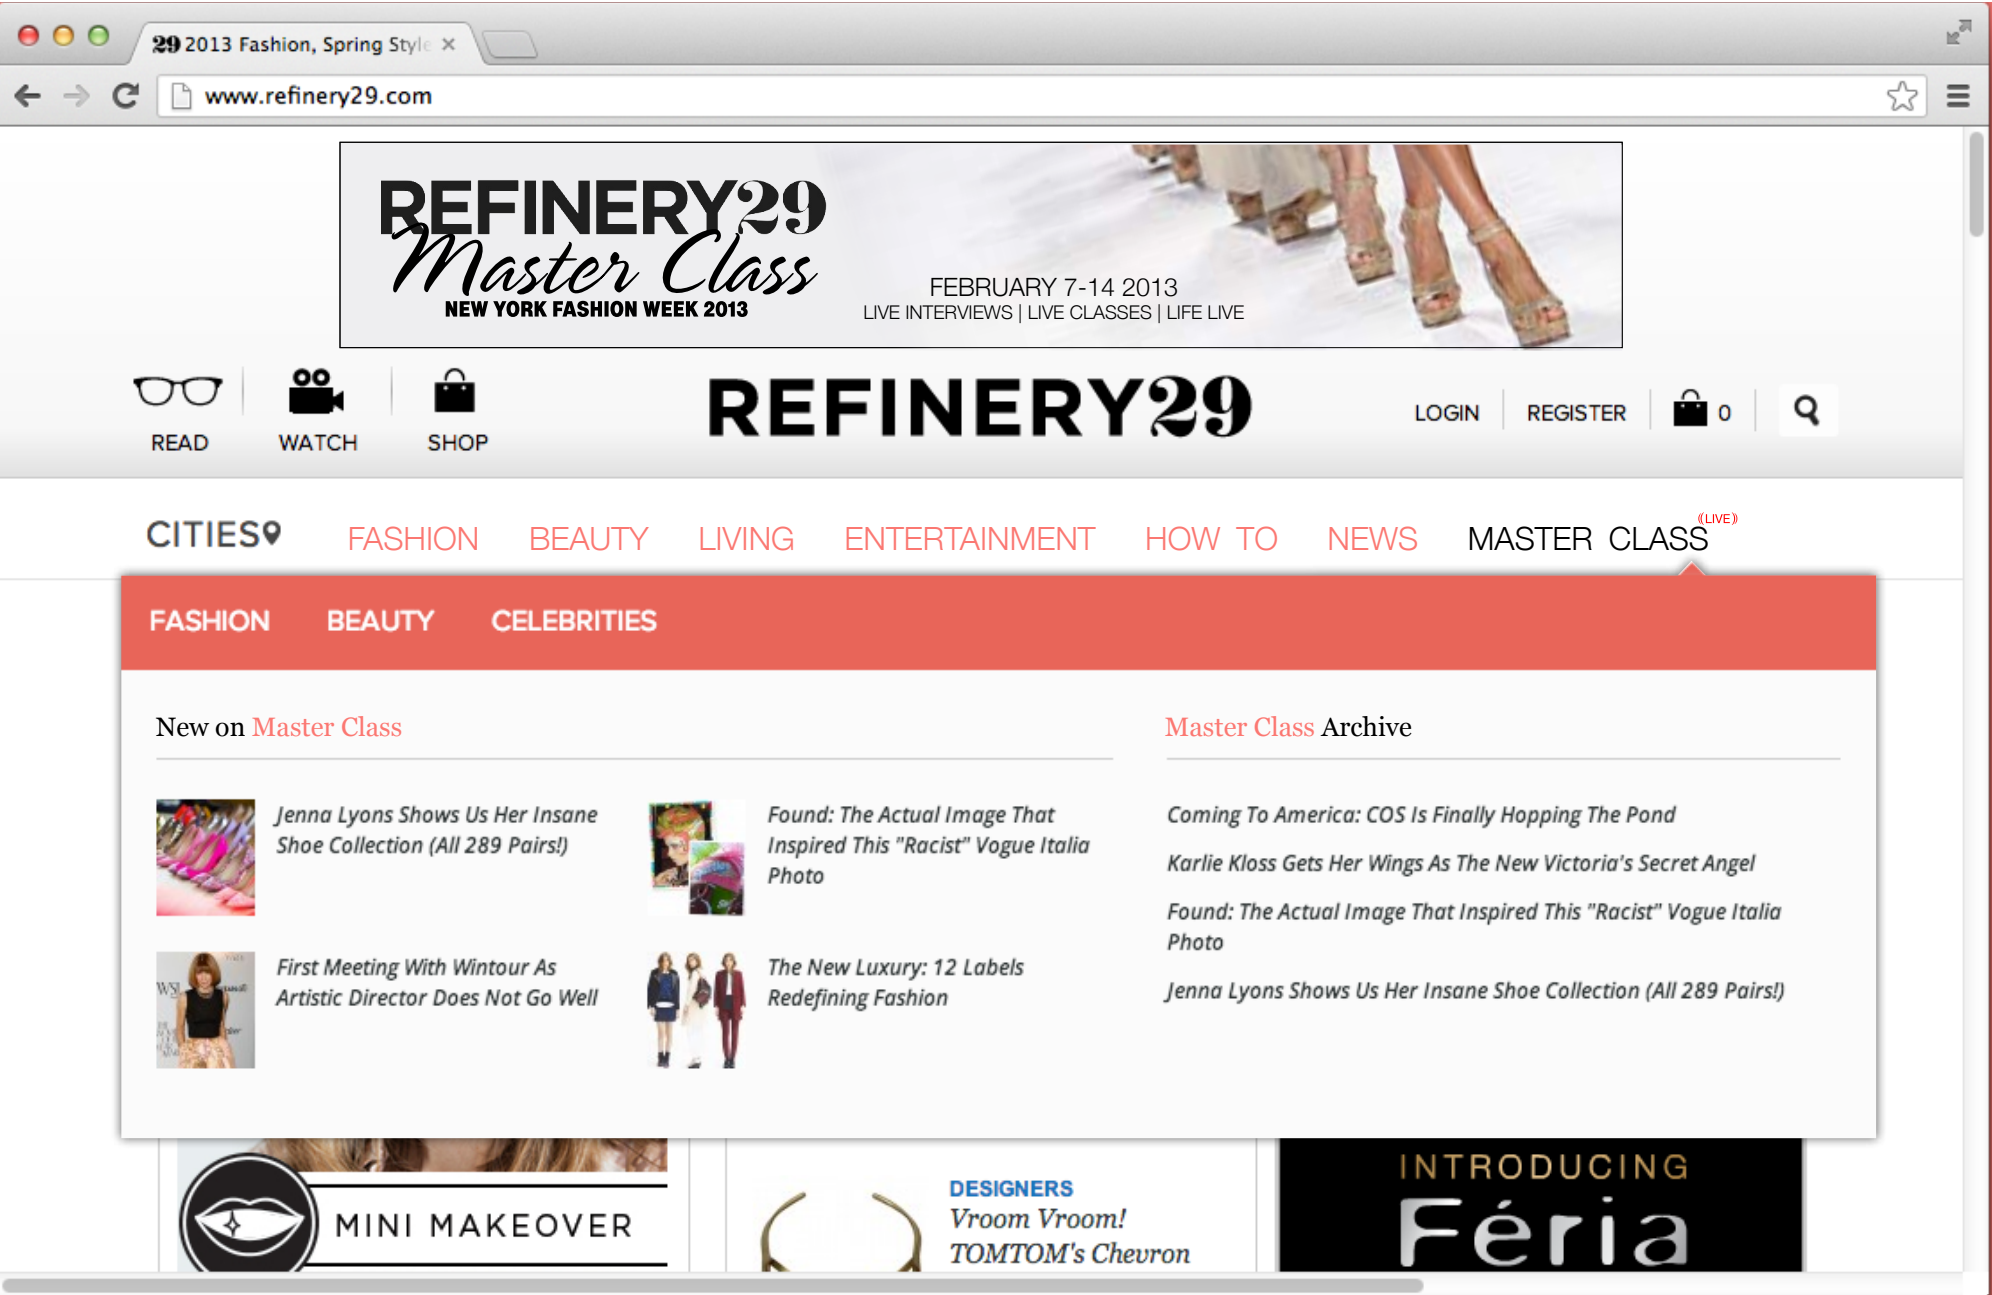 29 2013 Fashion, Spring Style
www.refinery29.com
REFINERY29
Master Class
NEW YORK FASHION WEEK 2013
FEBRUARY 7-14 2013
LIVE INTERVIEWS | LIVE CLASSES | LIFE LIVE
READ
WATCH
SHOP
REFINERY29
LOGIN
REGISTER
0
CITIES
FASHION
BEAUTY
LIVING
ENTERTAINMENT
HOW TO
NEWS
MASTER CLASS
((LIVE))
FASHION
BEAUTY
CELEBRITIES
New on Master Class
Jenna Lyons Shows Us Her Insane
Shoe Collection (All 289 Pairs!)
Found: The Actual Image That
Inspired This "Racist" Vogue Italia
Photo
First Meeting With Wintour As
Artistic Director Does Not Go Well
The New Luxury: 12 Labels
Redefining Fashion
Master Class Archive
Coming To America: COS Is Finally Hopping The Pond
Karlie Kloss Gets Her Wings As The New Victoria's Secret Angel
Found: The Actual Image That Inspired This "Racist" Vogue Italia
Photo
Jenna Lyons Shows Us Her Insane Shoe Collection (All 289 Pairs!)
MINI MAKEOVER
DESIGNERS
Vroom Vroom!
TOMTOM's Chevron
INTRODUCING
Féria